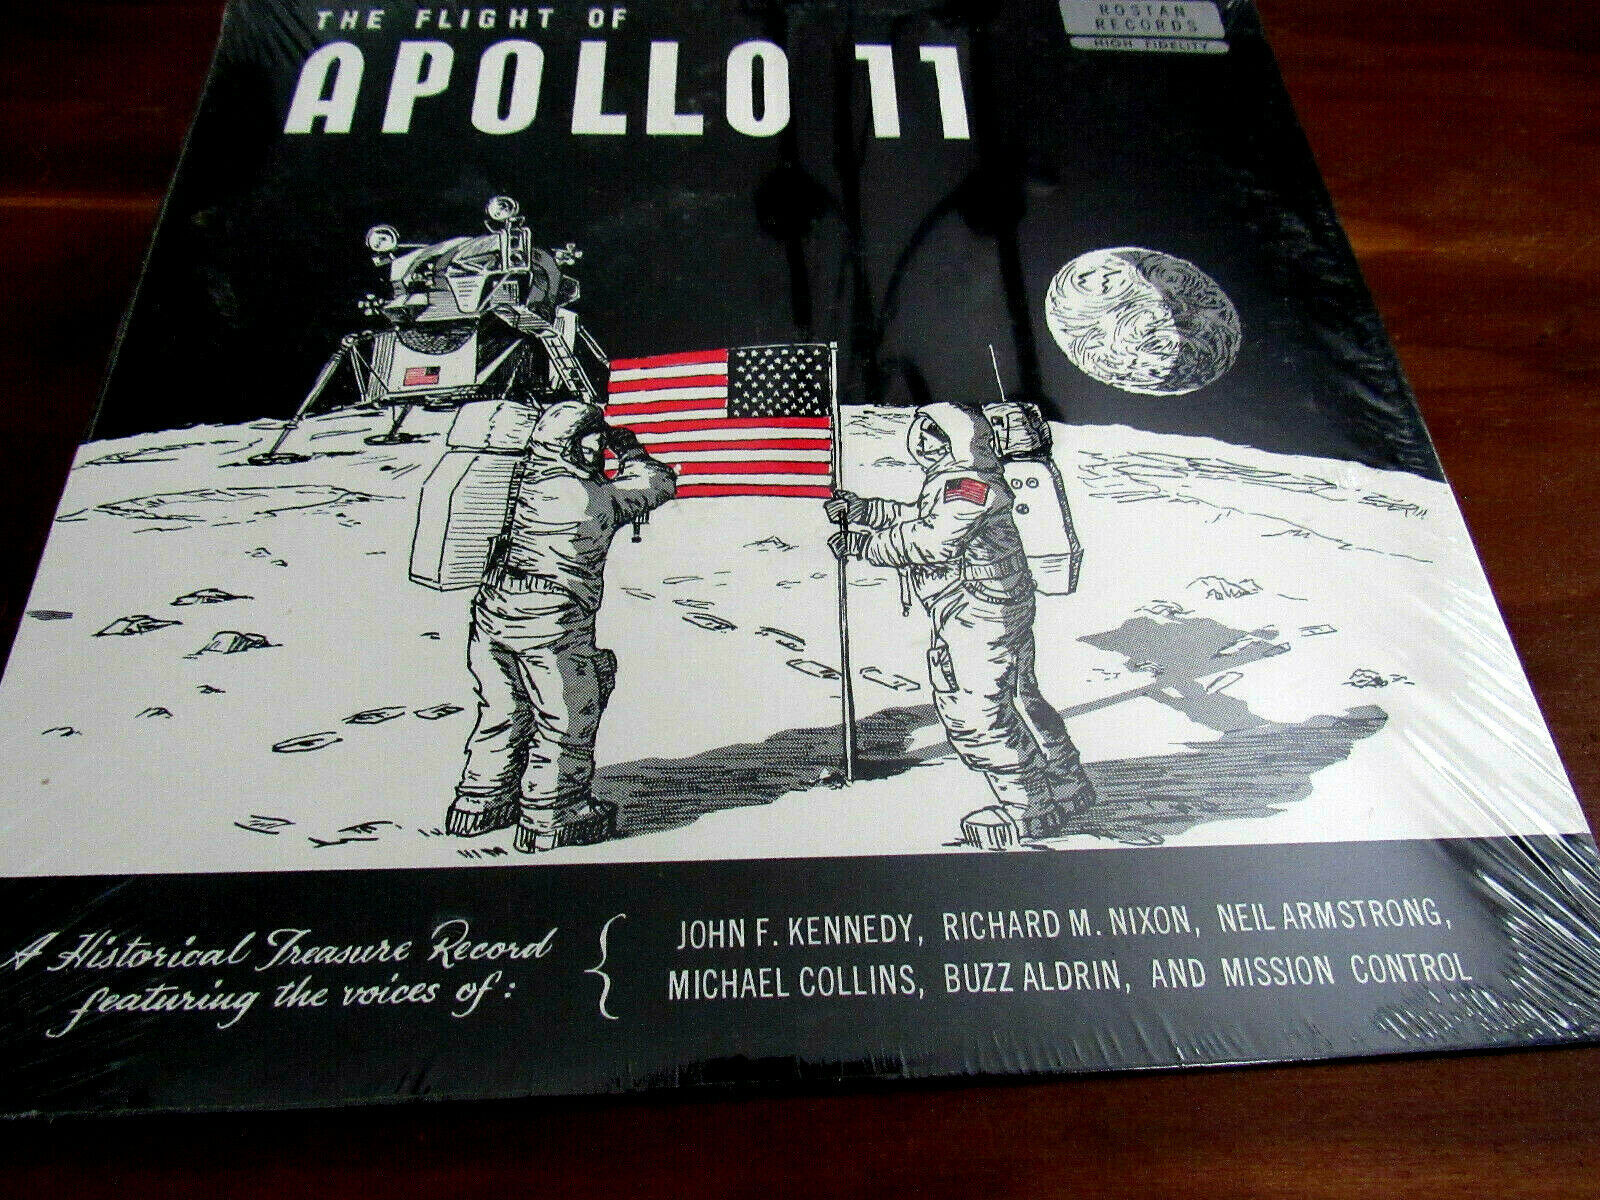 THE FLIGHT OF
APOLLO 11
ROSTAN
RECORDS
HIGH FIDELITY
A Historical Treasure Record
featuring the voices of:
JOHN F. KENNEDY, RICHARD M. NIXON, NEIL ARMSTRONG,
MICHAEL COLLINS, BUZZ ALDRIN, AND MISSION CONTROL